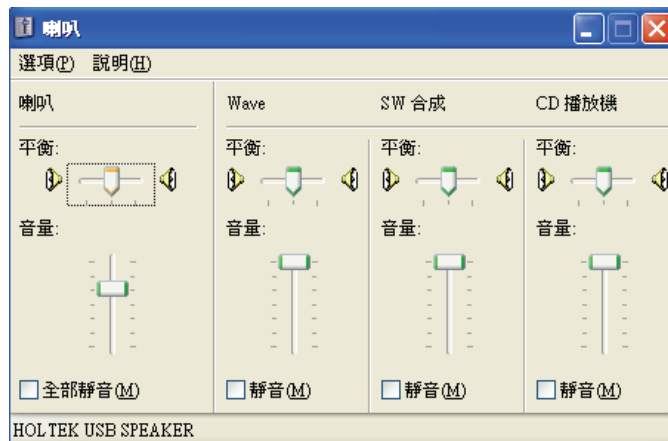 喇叭
選項(P) 說明(H)
喇叭 Wave SW 合成 CD 播放機
平衡: 平衡: 平衡: 平衡:
音量: 音量: 音量: 音量:
全部靜音(M) 靜音(M) 靜音(M) 靜音(M)
HOLTEK USB SPEAKER